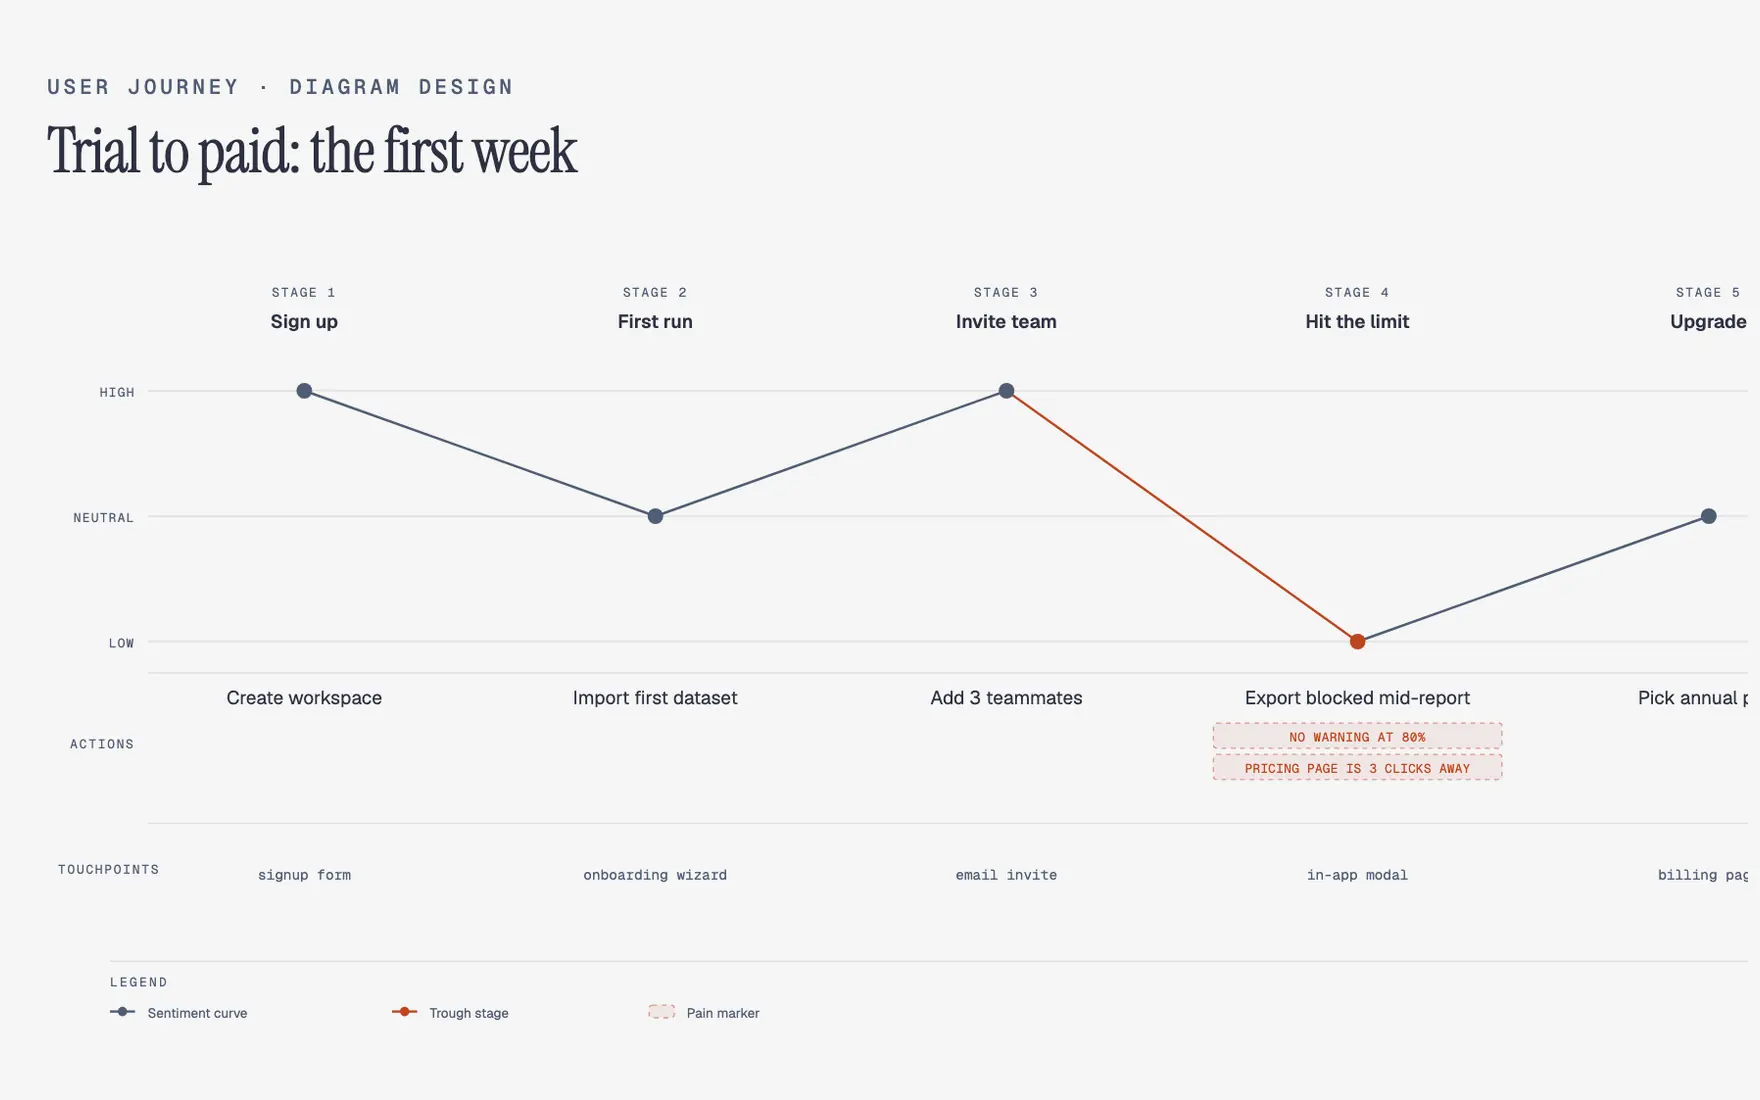 USER JOURNEY · DIAGRAM DESIGN
Trial to paid: the first week
STAGE 1 STAGE 2 STAGE 3 STAGE 4 STAGE 5
Sign up First run Invite team Hit the limit Upgrade
HIGH
NEUTRAL
LOW
Create workspace Import first dataset Add 3 teammates Export blocked mid-report Pick annual
ACTIONS
NO WARNING AT 80%
PRICING PAGE IS 3 CLICKS AWAY
TOUCHPOINTS signup form onboarding wizard email invite in-app modal billing
LEGEND
Sentiment curve Trough stage Pain marker